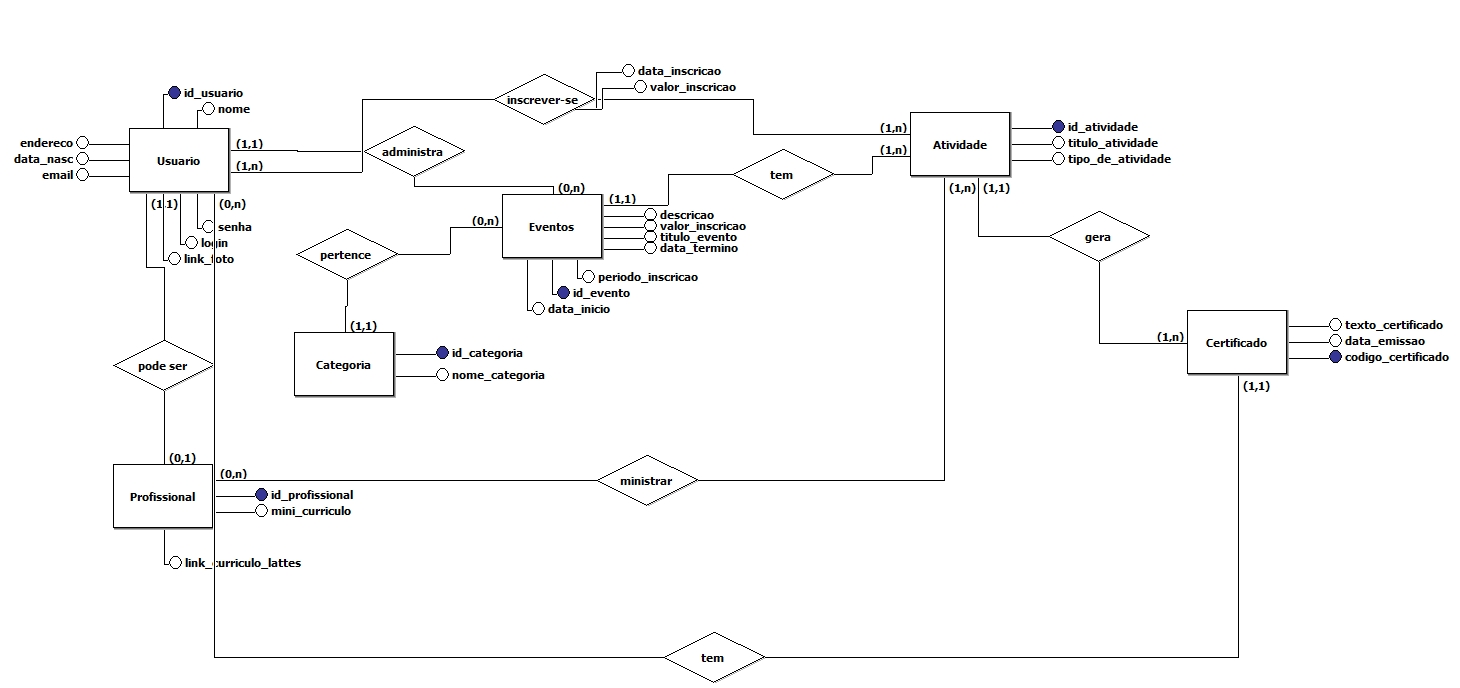 data_inscricao
valor_inscricao
inscrever-se
id_usuario
nome
endereco
data_nasc
email
Usuario
(1,1)
(1,n)
administra
(1,n)
(1,n)
Atividade
id_atividade
titulo_atividade
tipo_de_atividade
tem
(0,n)
(1,1)
(1,n)
(1,1)
(1,1)
(0,n)
senha
login
link_foto
(0,n)
Eventos
descricao
valor_inscricao
titulo_evento
data_termino
periodo_inscricao
id_evento
data_inicio
pertence
gera
(1,1)
Categoria
id_categoria
nome_categoria
(1,n)
Certificado
texto_certificado
data_emissao
codigo_certificado
(1,1)
pode ser
(0,1)
(0,n)
Profissional
id_profissional
mini_curriculo
link_curriculo_lattes
ministrar
tem